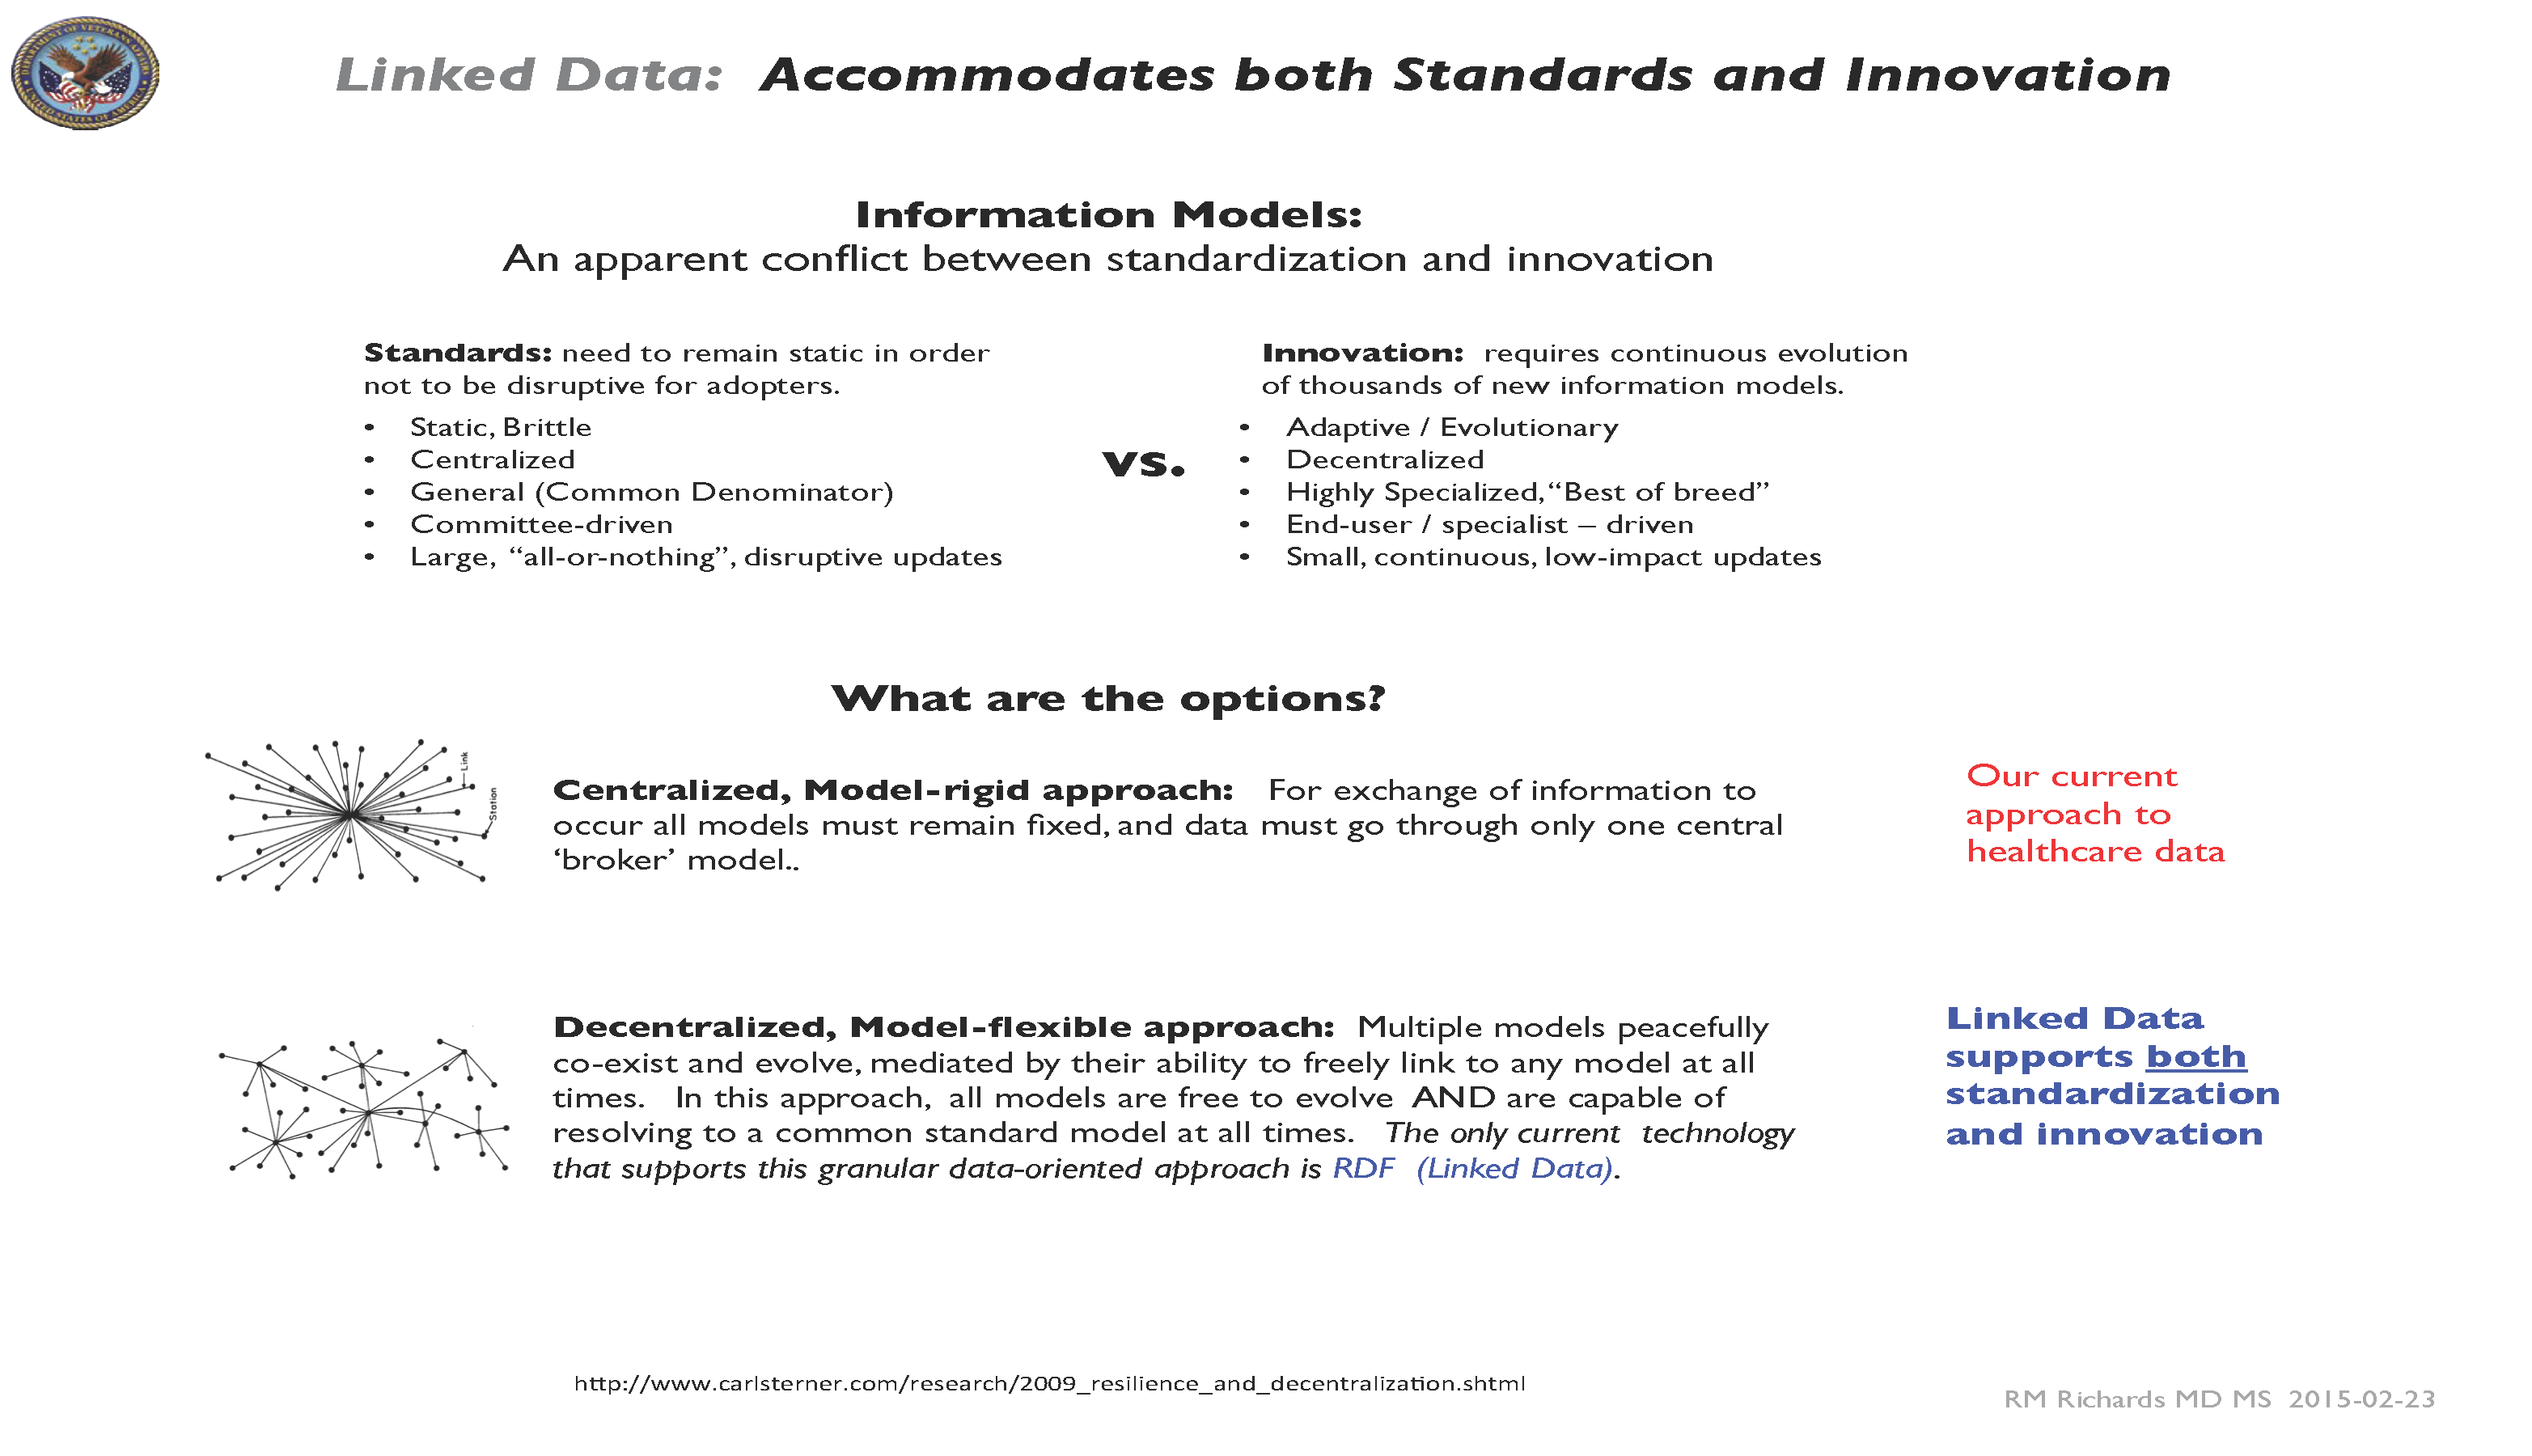 DEPARTMENT OF VETERANS AFFAIRS
UNITED STATES OF AMERICA
Linked Data: Accommodates both Standards and Innovation
Information Models:
An apparent conflict between standardization and innovation
Standards: need to remain static in order
not to be disruptive for adopters.
• Static, Brittle
• Centralized
• General (Common Denominator)
• Committee-driven
• Large, “all-or-nothing”, disruptive updates
vs.
Innovation: requires continuous evolution
of thousands of new information models.
• Adaptive / Evolutionary
• Decentralized
• Highly Specialized, “Best of breed”
• End-user / specialist – driven
• Small, continuous, low-impact updates
What are the options?
Link
Station
Centralized, Model-rigid approach: For exchange of information to
occur all models must remain fixed, and data must go through only one central
‘broker’ model..
Our current
approach to
healthcare data
Decentralized, Model-flexible approach: Multiple models peacefully
co-exist and evolve, mediated by their ability to freely link to any model at all
times. In this approach, all models are free to evolve AND are capable of
resolving to a common standard model at all times. The only current technology
that supports this granular data-oriented approach is RDF (Linked Data).
Linked Data
supports both
standardization
and innovation
http://www.carlsterner.com/research/2009_resilience_and_decentralization.shtml
RM Richards MD MS 2015-02-23